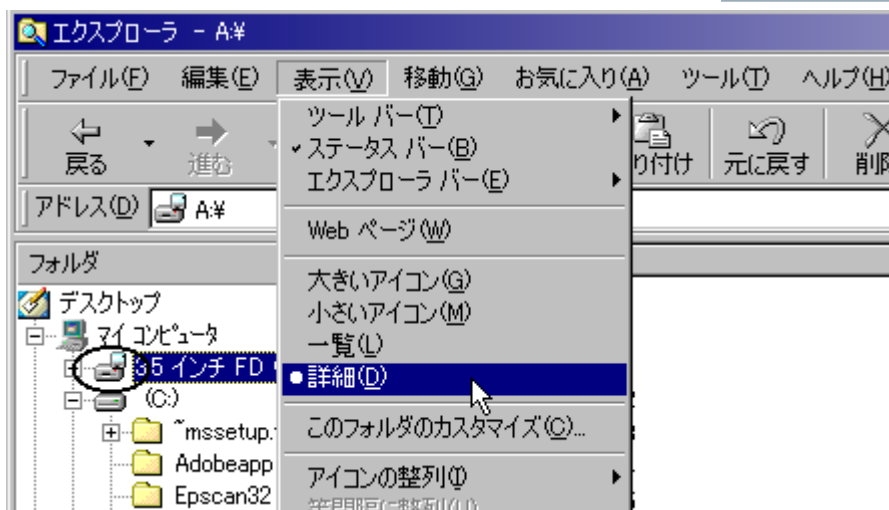 エクスプローラ - A:¥
ファイル(F) 編集(E) 表示(V) 移動(G) お気に入り(A) ツール(T) ヘルプ(H)
戻る 進む り付け 元に戻す 削除
アドレス(D) A:¥
ツール バー(T)
ステータス バー(B)
エクスプローラ バー(E)
Web ページ(W)
大きいアイコン(G)
小さいアイコン(M)
一覧(L)
詳細(D)
このフォルダのカスタマイズ(C)...
アイコンの整列(I)
等間隔に整列(U)
フォルダ
デスクトップ
マイ コンピュータ
3.5 インチ FD
(C:)
~mssetup.
Adobeapp
Epscan32